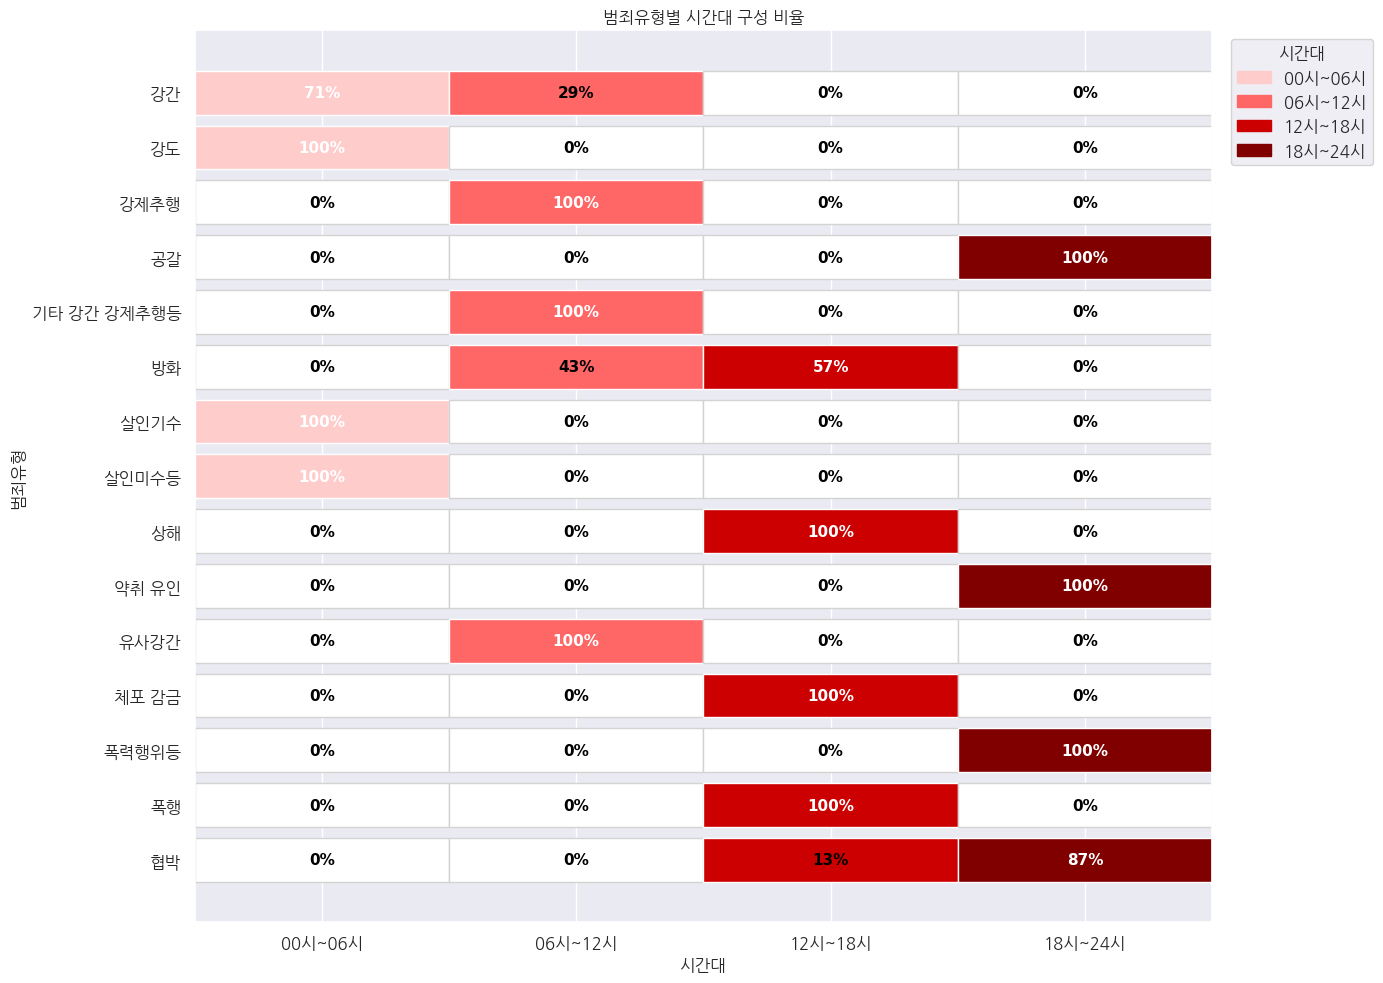 범죄유형별 시간대 구성 비율
시간대
00시~06시
06시~12시
12시~18시
18시~24시
범죄유형
강간 71% 29% 0% 0%
강도 100% 0% 0% 0%
강제추행 0% 100% 0% 0%
공갈 0% 0% 0% 100%
기타 강간 강제추행등 0% 100% 0% 0%
방화 0% 43% 57% 0%
살인기수 100% 0% 0% 0%
살인미수등 100% 0% 0% 0%
상해 0% 0% 100% 0%
약취 유인 0% 0% 0% 100%
유사강간 0% 100% 0% 0%
체포 감금 0% 0% 100% 0%
폭력행위등 0% 0% 0% 100%
폭행 0% 0% 100% 0%
협박 0% 0% 13% 87%
00시~06시 06시~12시 12시~18시 18시~24시
시간대